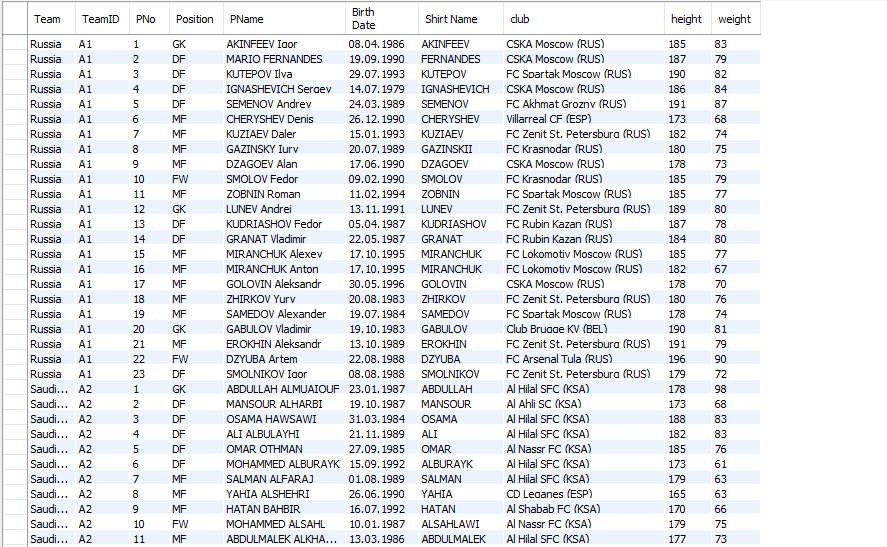 Team TeamID PNo Position PName Birth Date Shirt Name club height weight
Russia A1 1 GK AKINFEEV Igor 08.04.1986 AKINFEEV CSKA Moscow (RUS) 185 83
Russia A1 2 DF MARIO FERNANDES 19.09.1990 FERNANDES CSKA Moscow (RUS) 187 79
Russia A1 3 DF KUTEPOV Ilya 29.07.1993 KUTEPOV FC Spartak Moscow (RUS) 190 82
Russia A1 4 DF IGNASHEVICH Sergey 14.07.1979 IGNASHEVICH CSKA Moscow (RUS) 186 84
Russia A1 5 DF SEMENOV Andrey 24.03.1989 SEMENOV FC Akhmat Grozny (RUS) 191 87
Russia A1 6 MF CHERYSHEV Denis 26.12.1990 CHERYSHEV Villarreal CF (ESP) 173 68
Russia A1 7 MF KUZIAEV Daler 15.01.1993 KUZIAEV FC Zenit St. Petersburg (RUS) 182 74
Russia A1 8 MF GAZINSKY Iury 20.07.1989 GAZINSKII FC Krasnodar (RUS) 180 75
Russia A1 9 MF DZAGOEV Alan 17.06.1990 DZAGOEV CSKA Moscow (RUS) 178 73
Russia A1 10 FW SMOLOV Fedor 09.02.1990 SMOLOV FC Krasnodar (RUS) 185 79
Russia A1 11 MF ZOBNIN Roman 11.02.1994 ZOBNIN FC Spartak Moscow (RUS) 185 77
Russia A1 12 GK LUNEV Andrei 13.11.1991 LUNEV FC Zenit St. Petersburg (RUS) 189 80
Russia A1 13 DF KUDRIASHOV Fedor 05.04.1987 KUDRIASHOV FC Rubin Kazan (RUS) 187 78
Russia A1 14 DF GRANAT Vladimir 22.05.1987 GRANAT FC Rubin Kazan (RUS) 184 80
Russia A1 15 MF MIRANCHUK Alexey 17.10.1995 MIRANCHUK FC Lokomotiv Moscow (RUS) 185 77
Russia A1 16 MF MIRANCHUK Anton 17.10.1995 MIRANCHUK FC Lokomotiv Moscow (RUS) 182 67
Russia A1 17 MF GOLOVIN Aleksandr 30.05.1996 GOLOVIN CSKA Moscow (RUS) 178 70
Russia A1 18 MF ZHIRKOV Yury 20.08.1983 ZHIRKOV FC Zenit St. Petersburg (RUS) 180 76
Russia A1 19 MF SAMEDOV Alexander 19.07.1984 SAMEDOV FC Spartak Moscow (RUS) 178 74
Russia A1 20 GK GABULOV Vladimir 19.10.1983 GABULOV Club Brugge KV (BEL) 190 81
Russia A1 21 MF EROKHIN Aleksandr 13.10.1989 EROKHIN FC Zenit St. Petersburg (RUS) 191 79
Russia A1 22 FW DZYUBA Artem 22.08.1988 DZYUBA FC Arsenal Tula (RUS) 196 90
Russia A1 23 DF SMOLNIKOV Igor 08.08.1988 SMOLNIKOV FC Zenit St. Petersburg (RUS) 179 72
Saudi... A2 1 GK ABDULLAH ALMUAIOUF 23.01.1987 ABDULLAH Al Hilal SFC (KSA) 178 98
Saudi... A2 2 DF MANSOUR ALHARBI 19.10.1987 MANSOUR Al Ahli SC (KSA) 173 68
Saudi... A2 3 DF OSAMA HAWSAWI 31.03.1984 OSAMA Al Hilal SFC (KSA) 188 83
Saudi... A2 4 DF ALI ALBULAYHI 21.11.1989 ALI Al Hilal SFC (KSA) 182 83
Saudi... A2 5 DF OMAR OTHMAN 27.09.1985 OMAR Al Nassr FC (KSA) 185 76
Saudi... A2 6 DF MOHAMMED ALBURAYK 15.09.1992 ALBURAYK Al Hilal SFC (KSA) 173 61
Saudi... A2 7 MF SALMAN ALFARAJ 01.08.1989 SALMAN Al Hilal SFC (KSA) 179 63
Saudi... A2 8 MF YAHIA ALSHEHRI 26.06.1990 YAHIA CD Leganes (ESP) 165 63
Saudi... A2 9 MF HATAN BAHBIR 16.07.1992 HATAN Al Shabab FC (KSA) 170 66
Saudi... A2 10 FW MOHAMMED ALSAHL 10.01.1987 ALSAHLAWI Al Nassr FC (KSA) 179 75
Saudi... A2 11 MF ABDULMALEK ALKHA... 13.03.1986 ABDULMALEK Al Hilal SFC (KSA) 177 73